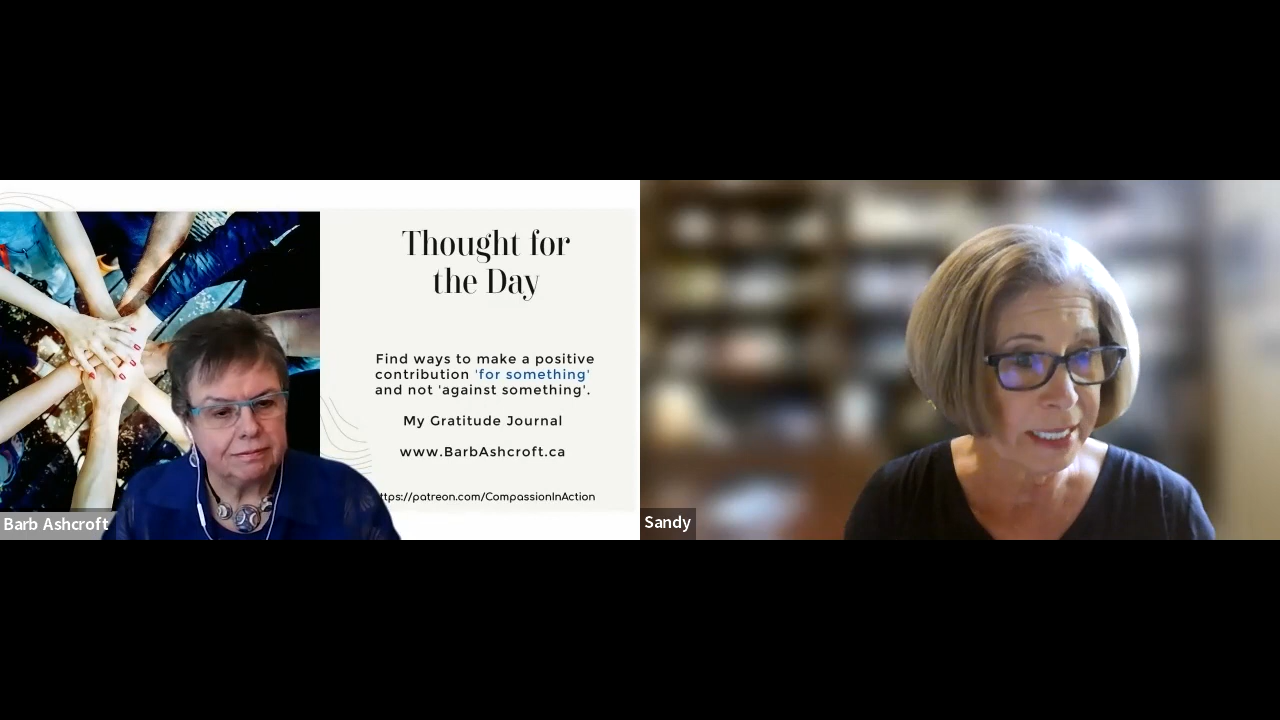 Thought for
the Day
Find ways to make a positive
contribution 'for something'
and not 'against something'.
My Gratitude Journal
www.BarbAshcroft.ca
ttps://patreon.com/CompassionInAction
Barb Ashcroft
Sandy